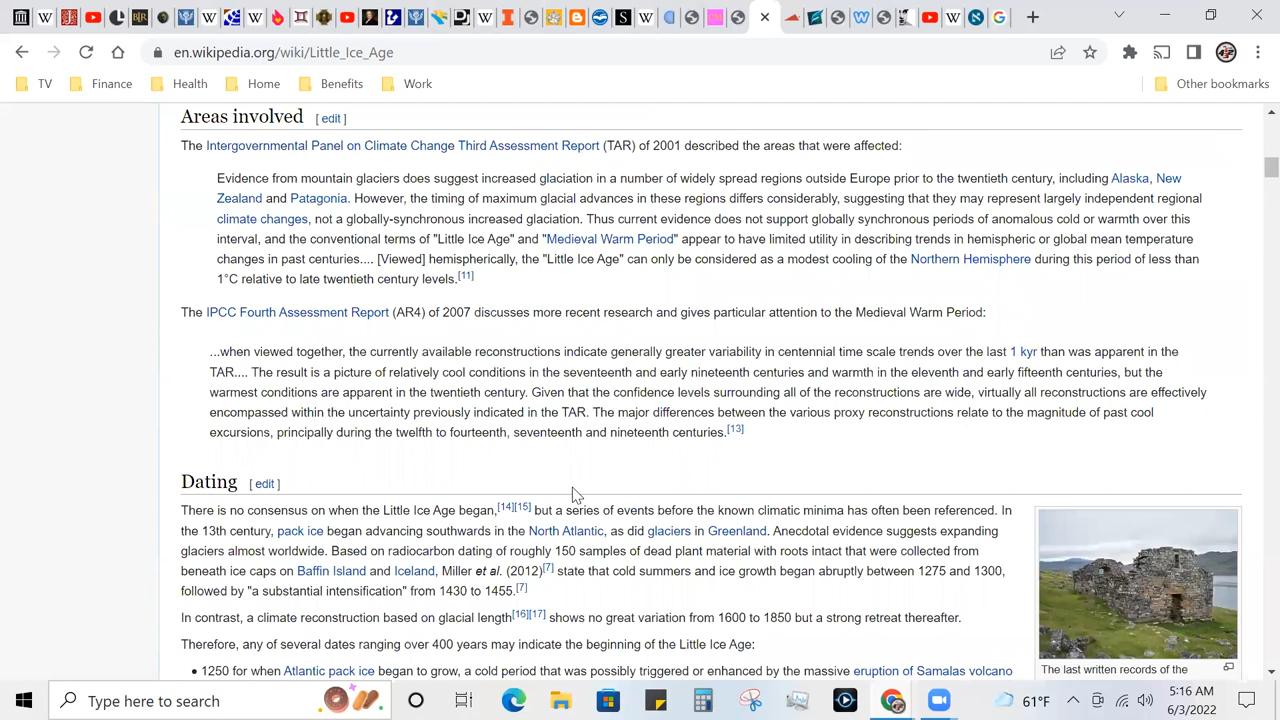 en.wikipedia.org/wiki/Little_Ice_Age
TV Finance Health Home Benefits Work Other bookmarks
Areas involved [ edit ]
The Intergovernmental Panel on Climate Change Third Assessment Report (TAR) of 2001 described the areas that were affected:
Evidence from mountain glaciers does suggest increased glaciation in a number of widely spread regions outside Europe prior to the twentieth century, including Alaska, New
Zealand and Patagonia. However, the timing of maximum glacial advances in these regions differs considerably, suggesting that they may represent largely independent regional
climate changes, not a globally-synchronous increased glaciation. Thus current evidence does not support globally synchronous periods of anomalous cold or warmth over this
interval, and the conventional terms of "Little Ice Age" and "Medieval Warm Period" appear to have limited utility in describing trends in hemispheric or global mean temperature
changes in past centuries.... [Viewed] hemispherically, the "Little Ice Age" can only be considered as a modest cooling of the Northern Hemisphere during this period of less than
1°C relative to late twentieth century levels.[11]
The IPCC Fourth Assessment Report (AR4) of 2007 discusses more recent research and gives particular attention to the Medieval Warm Period:
...when viewed together, the currently available reconstructions indicate generally greater variability in centennial time scale trends over the last 1 kyr than was apparent in the
TAR.... The result is a picture of relatively cool conditions in the seventeenth and early nineteenth centuries and warmth in the eleventh and early fifteenth centuries, but the
warmest conditions are apparent in the twentieth century. Given that the confidence levels surrounding all of the reconstructions are wide, virtually all reconstructions are effectively
encompassed within the uncertainty previously indicated in the TAR. The major differences between the various proxy reconstructions relate to the magnitude of past cool
excursions, principally during the twelfth to fourteenth, seventeenth and nineteenth centuries.[13]
Dating [ edit ]
There is no consensus on when the Little Ice Age began,[14][15] but a series of events before the known climatic minima has often been referenced. In
the 13th century, pack ice began advancing southwards in the North Atlantic, as did glaciers in Greenland. Anecdotal evidence suggests expanding
glaciers almost worldwide. Based on radiocarbon dating of roughly 150 samples of dead plant material with roots intact that were collected from
beneath ice caps on Baffin Island and Iceland, Miller et al. (2012)[7] state that cold summers and ice growth began abruptly between 1275 and 1300,
followed by "a substantial intensification" from 1430 to 1455.[7]
In contrast, a climate reconstruction based on glacial length[16][17] shows no great variation from 1600 to 1850 but a strong retreat thereafter.
Therefore, any of several dates ranging over 400 years may indicate the beginning of the Little Ice Age:
• 1250 for when Atlantic pack ice began to grow, a cold period that was possibly triggered or enhanced by the massive eruption of Samalas volcano
The last written records of the
Type here to search
61°F
5:16 AM
6/3/2022